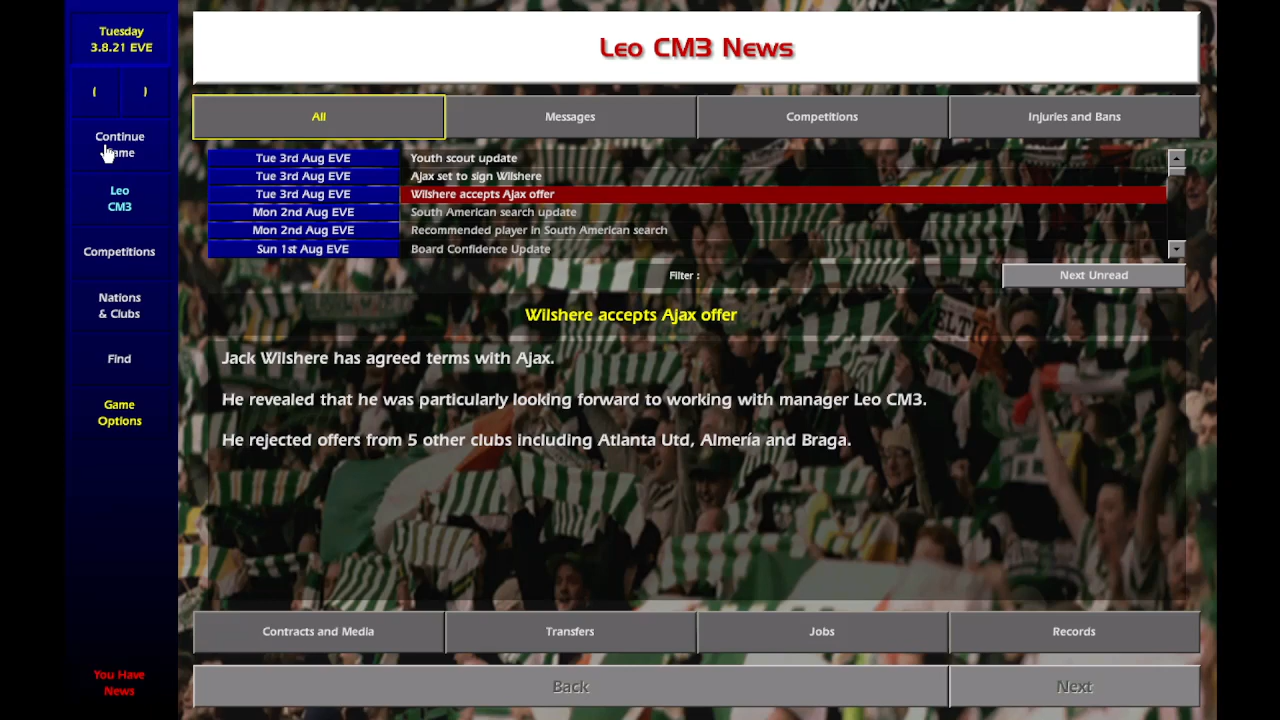 Tuesday
3.8.21 EVE
Continue
Leo
CM3
Competitions
Nations
& Clubs
Find
Game
Options
You Have
News
Leo CM3 News
All Messages Competitions Injuries and Bans
Tue 3rd Aug EVE Youth scout update
Tue 3rd Aug EVE Ajax set to sign Wilshere
Tue 3rd Aug EVE Wilshere accepts Ajax offer
Mon 2nd Aug EVE South American search update
Mon 2nd Aug EVE Recommended player in South American search
Sun 1st Aug EVE Board Confidence Update
Filter : Next Unread
Wilshere accepts Ajax offer
Jack Wilshere has agreed terms with Ajax.
He revealed that he was particularly looking forward to working with manager Leo CM3.
He rejected offers from 5 other clubs including Atlanta Utd, Almería and Braga.
Contracts and Media Transfers Jobs Records
Back Next